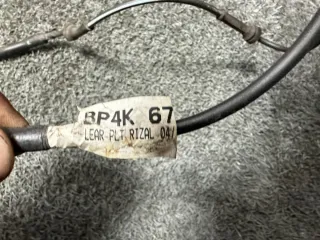 BP4K 67
LEAR PLT RIZAL 04/